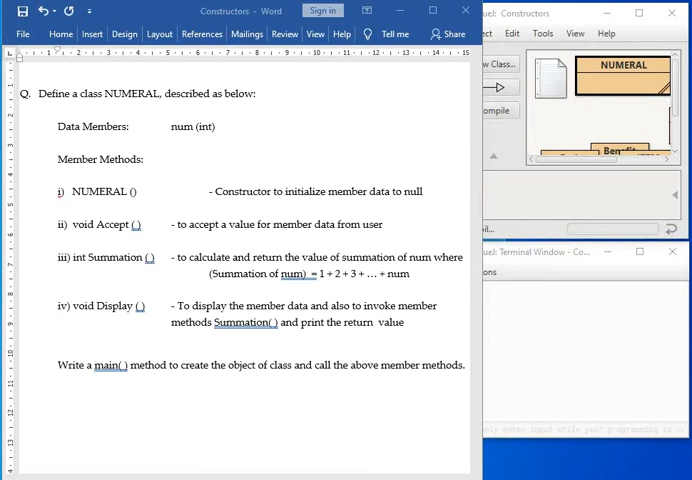 Constructors - Word
Sign in
File Home Insert Design Layout References Mailings Review View Help Tell me Share
Q. Define a class NUMERAL, described as below:
Data Members: num (int)
Member Methods:
i) NUMERAL () - Constructor to initialize member data to null
ii) void Accept ( ) - to accept a value for member data from user
iii) int Summation ( ) - to calculate and return the value of summation of num where
(Summation of num) = 1 + 2 + 3 + … + num
iv) void Display ( ) - To display the member data and also to invoke member
methods Summation( ) and print the return value
Write a main( ) method to create the object of class and call the above member methods.
Constructors
Edit Tools View Help
Class...
NUMERAL
Terminal Window - Co...